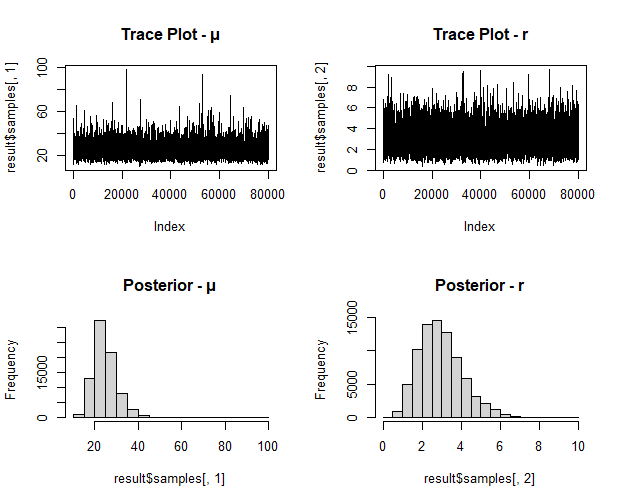 Trace Plot - µ
result$samples[, 1]
100
60
20
0 20000 40000 60000 80000
Index
Trace Plot - r
result$samples[, 2]
8
6
4
2
0
0 20000 40000 60000 80000
Index
Posterior - µ
Frequency
15000
0
20 40 60 80 100
result$samples[, 1]
Posterior - r
Frequency
15000
5000
0
0 2 4 6 8 10
result$samples[, 2]